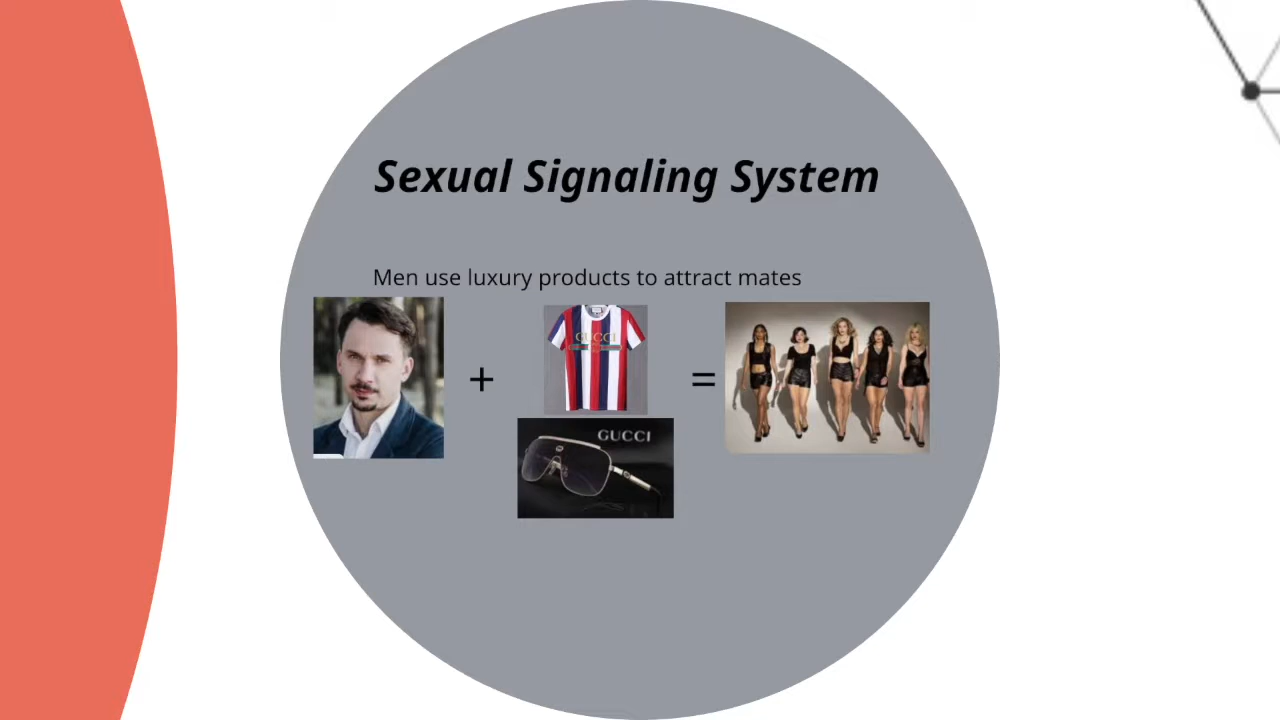 Sexual Signaling System
Men use luxury products to attract mates
+
=
GUCCI
GUCCI